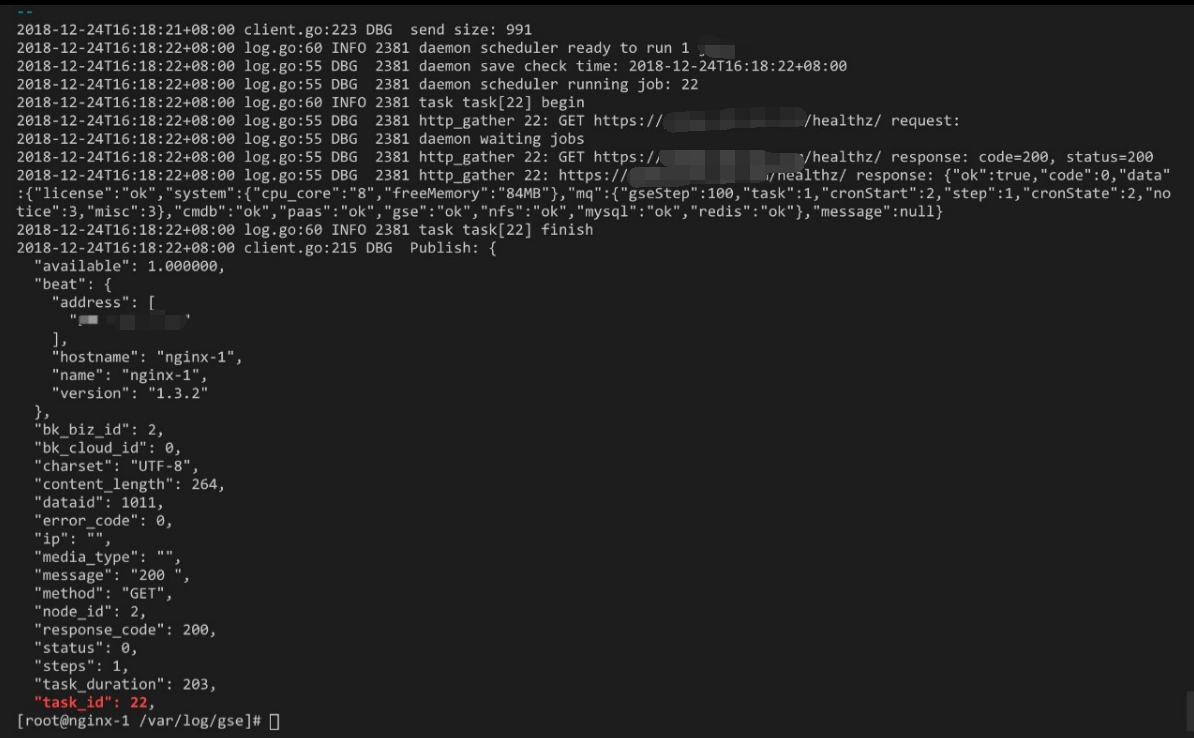 --
2018-12-24T16:18:21+08:00 client.go:223 DBG  send size: 991
2018-12-24T16:18:22+08:00 log.go:60 INFO 2381 daemon scheduler ready to run 1
2018-12-24T16:18:22+08:00 log.go:55 DBG  2381 daemon save check time: 2018-12-24T16:18:22+08:00
2018-12-24T16:18:22+08:00 log.go:55 DBG  2381 daemon scheduler running job: 22
2018-12-24T16:18:22+08:00 log.go:60 INFO 2381 task task[22] begin
2018-12-24T16:18:22+08:00 log.go:55 DBG  2381 http_gather 22: GET https:// /healthz/ request:
2018-12-24T16:18:22+08:00 log.go:55 DBG  2381 daemon waiting jobs
2018-12-24T16:18:22+08:00 log.go:55 DBG  2381 http_gather 22: GET https:// /healthz/ response: code=200, status=200
2018-12-24T16:18:22+08:00 log.go:55 DBG  2381 http_gather 22: https:// /healthz/ response: {"ok":true,"code":0,"data"
:{"license":"ok","system":{"cpu_core":"8","freeMemory":"84MB"},"mq":{"gseStep":100,"task":1,"cronStart":2,"step":1,"cronState":2,"no
tice":3,"misc":3},"cmdb":"ok","paas":"ok","gse":"ok","nfs":"ok","mysql":"ok","redis":"ok"},"message":null}
2018-12-24T16:18:22+08:00 log.go:60 INFO 2381 task task[22] finish
2018-12-24T16:18:22+08:00 client.go:215 DBG  Publish: {
  "available": 1.000000,
  "beat": {
    "address": [
      " "
    ],
    "hostname": "nginx-1",
    "name": "nginx-1",
    "version": "1.3.2"
  },
  "bk_biz_id": 2,
  "bk_cloud_id": 0,
  "charset": "UTF-8",
  "content_length": 264,
  "dataid": 1011,
  "error_code": 0,
  "ip": "",
  "media_type": "",
  "message": "200 ",
  "method": "GET",
  "node_id": 2,
  "response_code": 200,
  "status": 0,
  "steps": 1,
  "task_duration": 203,
  "task_id": 22,
[root@nginx-1 /var/log/gse]#